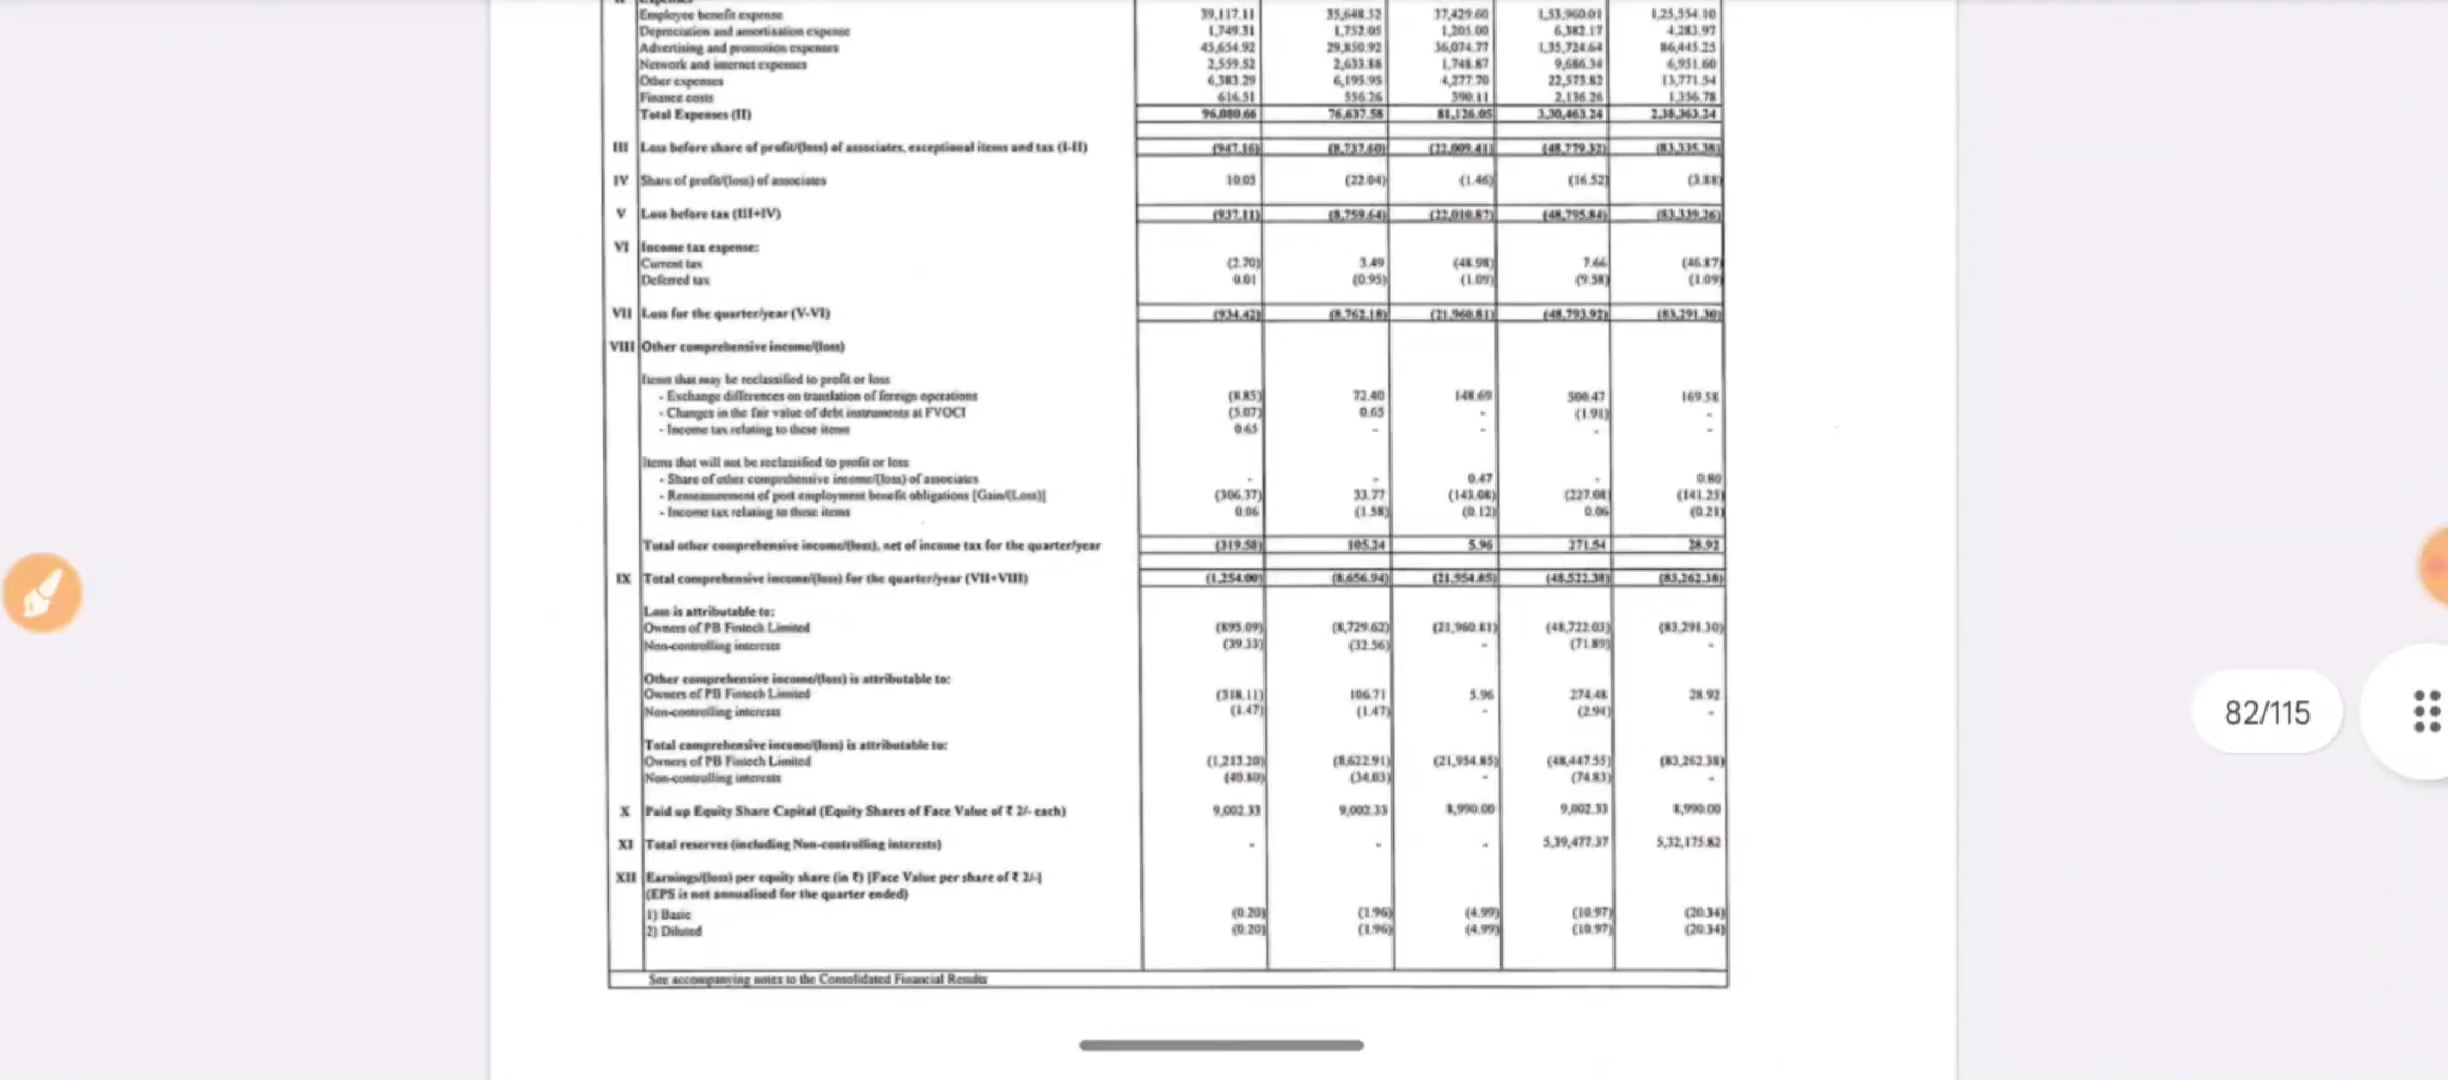 II Expenses
Employee benefit expense 39,117.11 35,648.52 37,429.60 1,53,960.01 1,25,554.10
Depreciation and amortisation expense 1,749.31 1,752.05 1,205.00 6,382.17 4,283.97
Advertising and promotion expenses 45,654.92 29,850.92 36,074.77 1,35,724.64 86,445.25
Network and internet expenses 2,559.52 2,633.88 1,748.87 9,686.34 6,951.60
Other expenses 6,383.29 6,195.95 4,277.70 22,573.82 13,771.54
Finance costs 616.51 556.26 390.11 2,136.26 1,356.78
Total Expenses (II) 96,080.66 76,637.58 81,126.05 3,30,463.24 2,38,363.24
III Loss before share of profit/(loss) of associates, exceptional items and tax (I-II) (947.16) (8,737.60) (22,009.41) (48,779.32) (83,335.38)
IV Share of profit/(loss) of associates 10.05 (22.04) (1.46) (16.52) (3.88)
V Loss before tax (III+IV) (937.11) (8,759.64) (22,010.87) (48,795.84) (83,339.26)
VI Income tax expense:
Current tax (2.70) 3.49 (48.98) 7.66 (46.87)
Deferred tax 0.01 (0.95) (1.09) (9.58) (1.09)
VII Loss for the quarter/year (V-VI) (934.42) (8,762.18) (21,960.81) (48,793.92) (83,291.30)
VIII Other comprehensive income/(loss)
Items that may be reclassified to profit or loss
- Exchange differences on translation of foreign operations (8.85) 72.40 148.69 500.47 169.58
- Changes in the fair value of debt instruments at FVOCI (5.07) 0.65 - (1.91) -
- Income tax relating to these items 0.65 - - - -
Items that will not be reclassified to profit or loss
- Share of other comprehensive income/(loss) of associates - - 0.47 - 0.80
- Remeasurement of post employment benefit obligations [Gain/(Loss)] (306.37) 33.77 (143.08) (227.08) (141.25)
- Income tax relating to these items 0.06 (1.58) (0.12) 0.06 (0.21)
Total other comprehensive income/(loss), net of income tax for the quarter/year (319.58) 105.24 5.96 271.54 28.92
IX Total comprehensive income/(loss) for the quarter/year (VII+VIII) (1,254.00) (8,656.94) (21,954.85) (48,522.38) (83,262.38)
Loss is attributable to:
Owners of PB Fintech Limited (895.09) (8,729.62) (21,960.81) (48,722.03) (83,291.30)
Non-controlling interests (39.33) (32.56) - (71.89) -
Other comprehensive income/(loss) is attributable to:
Owners of PB Fintech Limited (318.11) 106.71 5.96 274.48 28.92
Non-controlling interests (1.47) (1.47) - (2.94) -
Total comprehensive income/(loss) is attributable to:
Owners of PB Fintech Limited (1,213.20) (8,622.91) (21,954.85) (48,447.55) (83,262.38)
Non-controlling interests (40.80) (34.03) - (74.83) -
X Paid up Equity Share Capital (Equity Shares of Face Value of ₹ 2/- each) 9,002.33 9,002.33 8,990.00 9,002.33 8,990.00
XI Total reserves (including Non-controlling interests) - - - 5,39,477.37 5,32,175.82
XII Earnings/(loss) per equity share (in ₹) [Face Value per share of ₹ 2/-]
(EPS is not annualised for the quarter ended)
1) Basic (0.20) (1.96) (4.99) (10.97) (20.34)
2) Diluted (0.20) (1.96) (4.99) (10.97) (20.34)
See accompanying notes to the Consolidated Financial Results
82/115